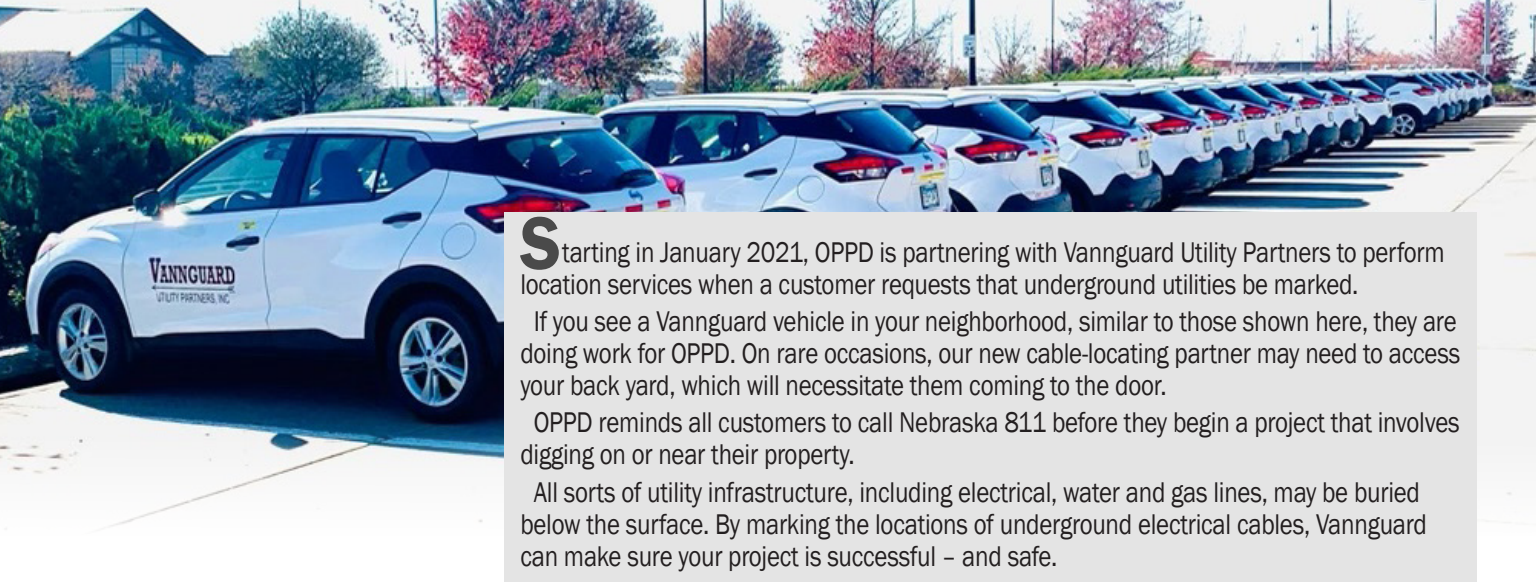 VANNGUARD
UTILITY PARTNERS, INC
Starting in January 2021, OPPD is partnering with Vannguard Utility Partners to perform
location services when a customer requests that underground utilities be marked.
If you see a Vannguard vehicle in your neighborhood, similar to those shown here, they are
doing work for OPPD. On rare occasions, our new cable-locating partner may need to access
your back yard, which will necessitate them coming to the door.
OPPD reminds all customers to call Nebraska 811 before they begin a project that involves
digging on or near their property.
All sorts of utility infrastructure, including electrical, water and gas lines, may be buried
below the surface. By marking the locations of underground electrical cables, Vannguard
can make sure your project is successful – and safe.